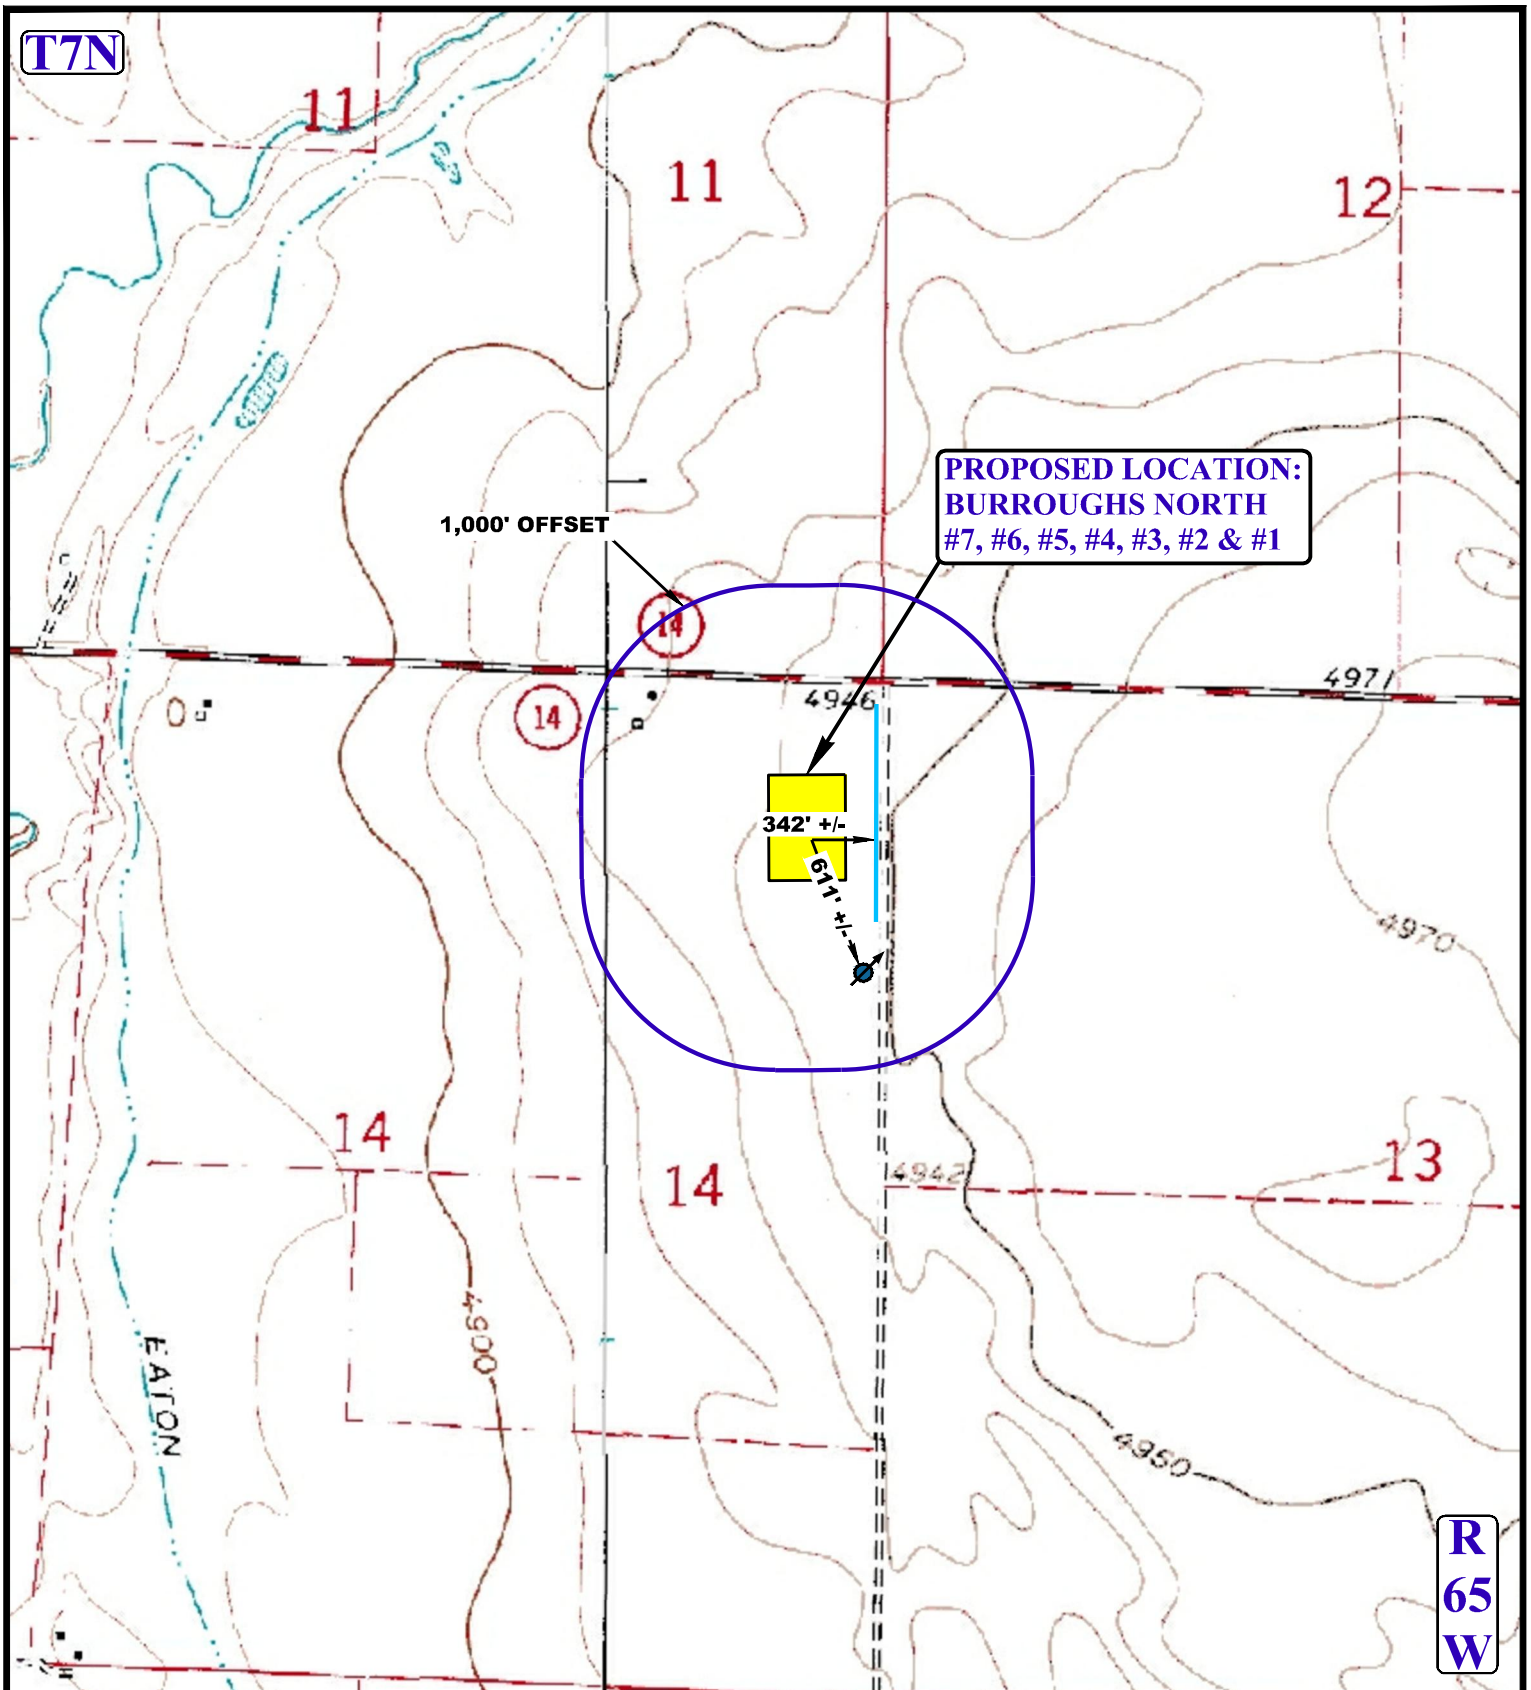 T7N
11
11
12
PROPOSED LOCATION:
BURROUGHS NORTH
#7, #6, #5, #4, #3, #2 & #1
1,000' OFFSET
14
4971
4946
14
342' +/-
611' +/-
4970
14
14
4942
13
4900
EATON
4950
R
65
W